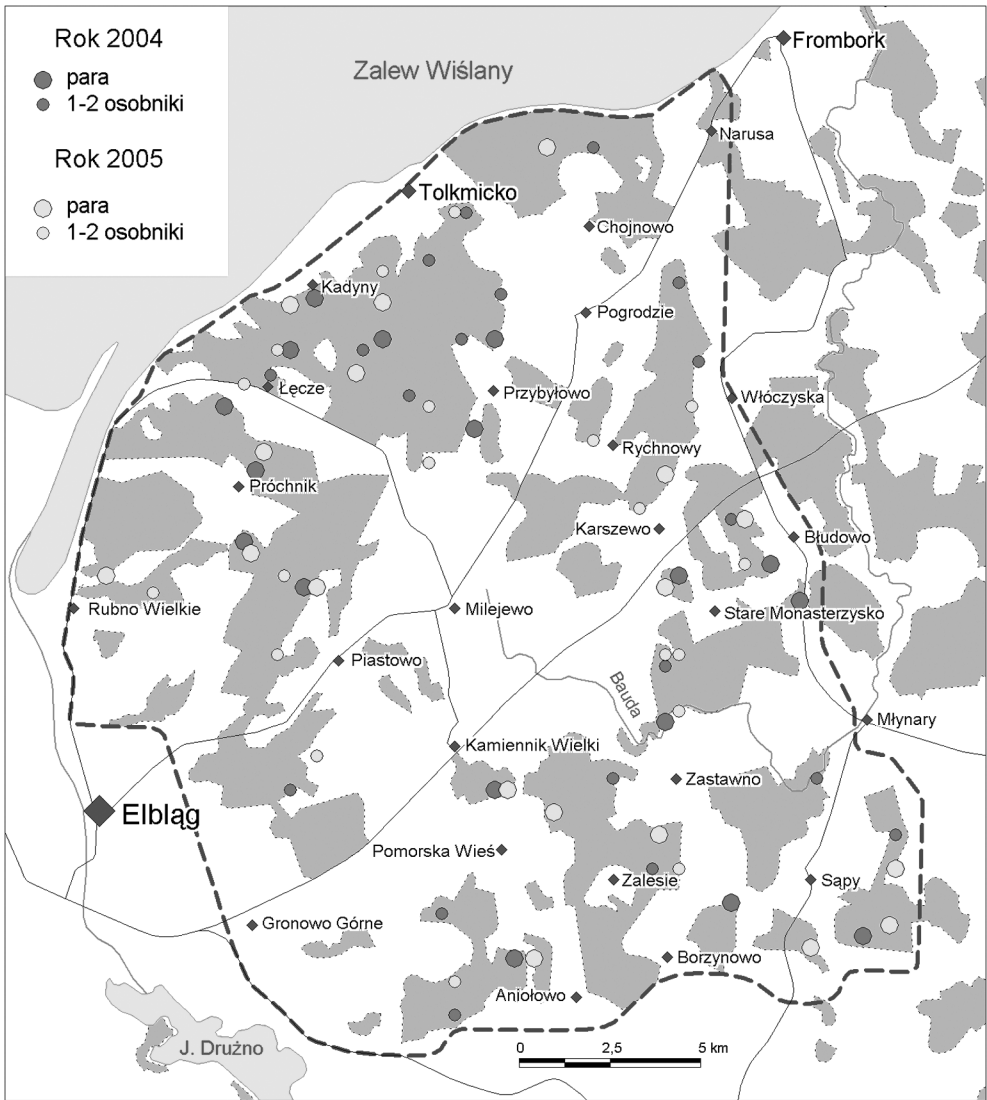 Rok 2004
para
1-2 osobniki
Rok 2005
para
1-2 osobniki
Zalew Wiślany
Frombork
Narusa
Tolkmicko
Chojnowo
Kadyny
Pogrodzie
Łęcze
Przybyłowo
Włóczyska
Rychnowy
Próchnik
Karszewo
Błudowo
Rubno Wielkie
Milejewo
Stare Monasterzysko
Piastowo
Bauda
Młynary
Kamiennik Wielki
Zastawno
Elbląg
Pomorska Wieś
Zalesie
Sąpy
Gronowo Górne
Borzynowo
Aniołowo
J. Drużno
0 2,5 5 km